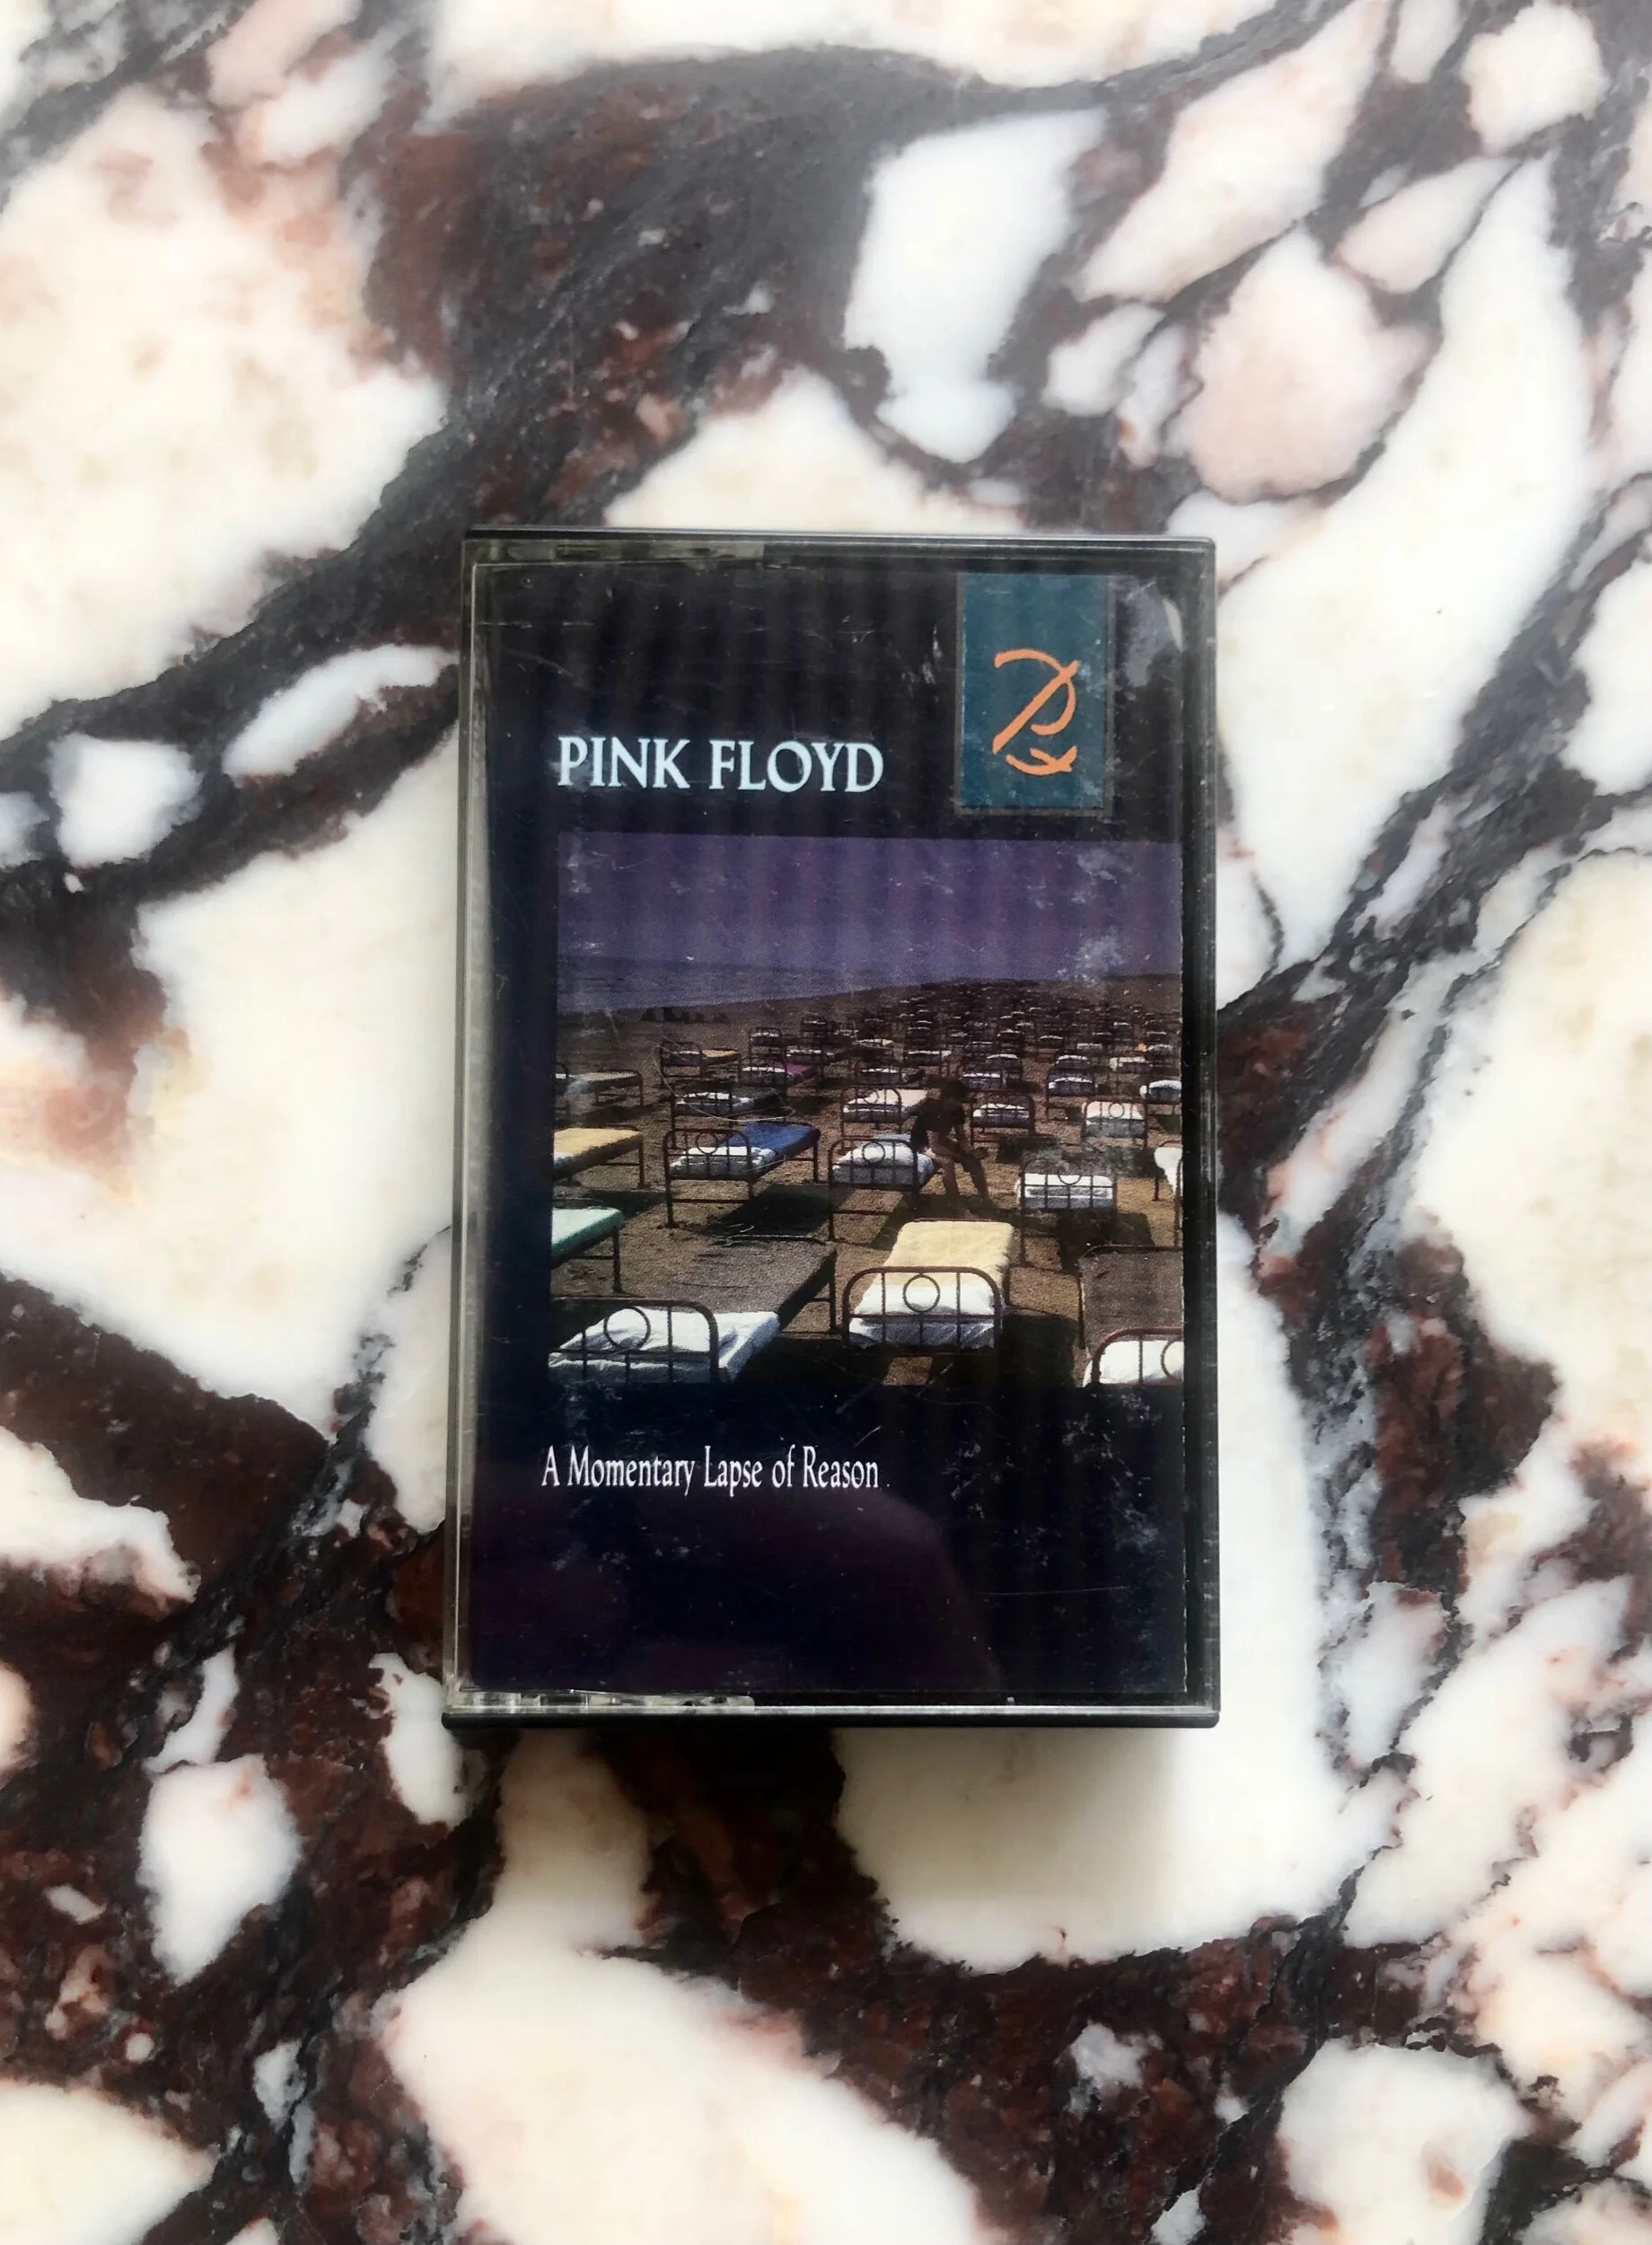 PINK FLOYD
A Momentary Lapse of Reason